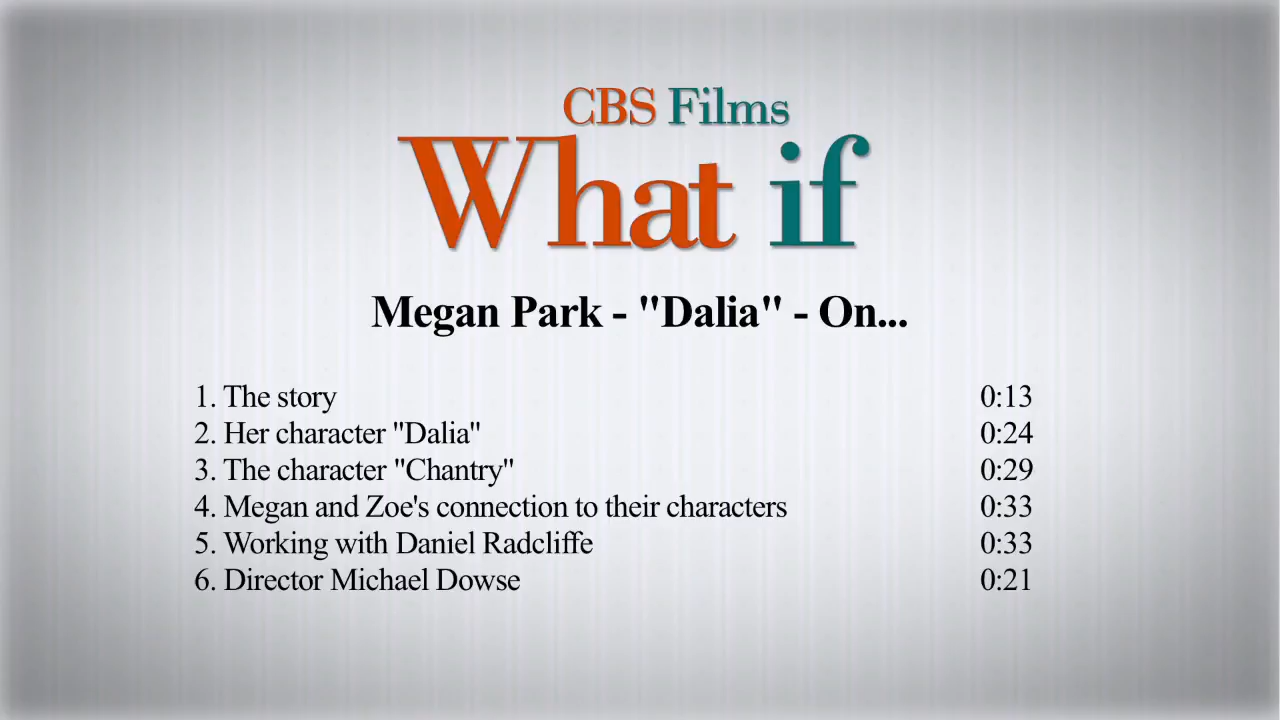 CBS Films
What if
Megan Park - "Dalia" - On...
1. The story 0:13
2. Her character "Dalia" 0:24
3. The character "Chantry" 0:29
4. Megan and Zoe's connection to their characters 0:33
5. Working with Daniel Radcliffe 0:33
6. Director Michael Dowse 0:21